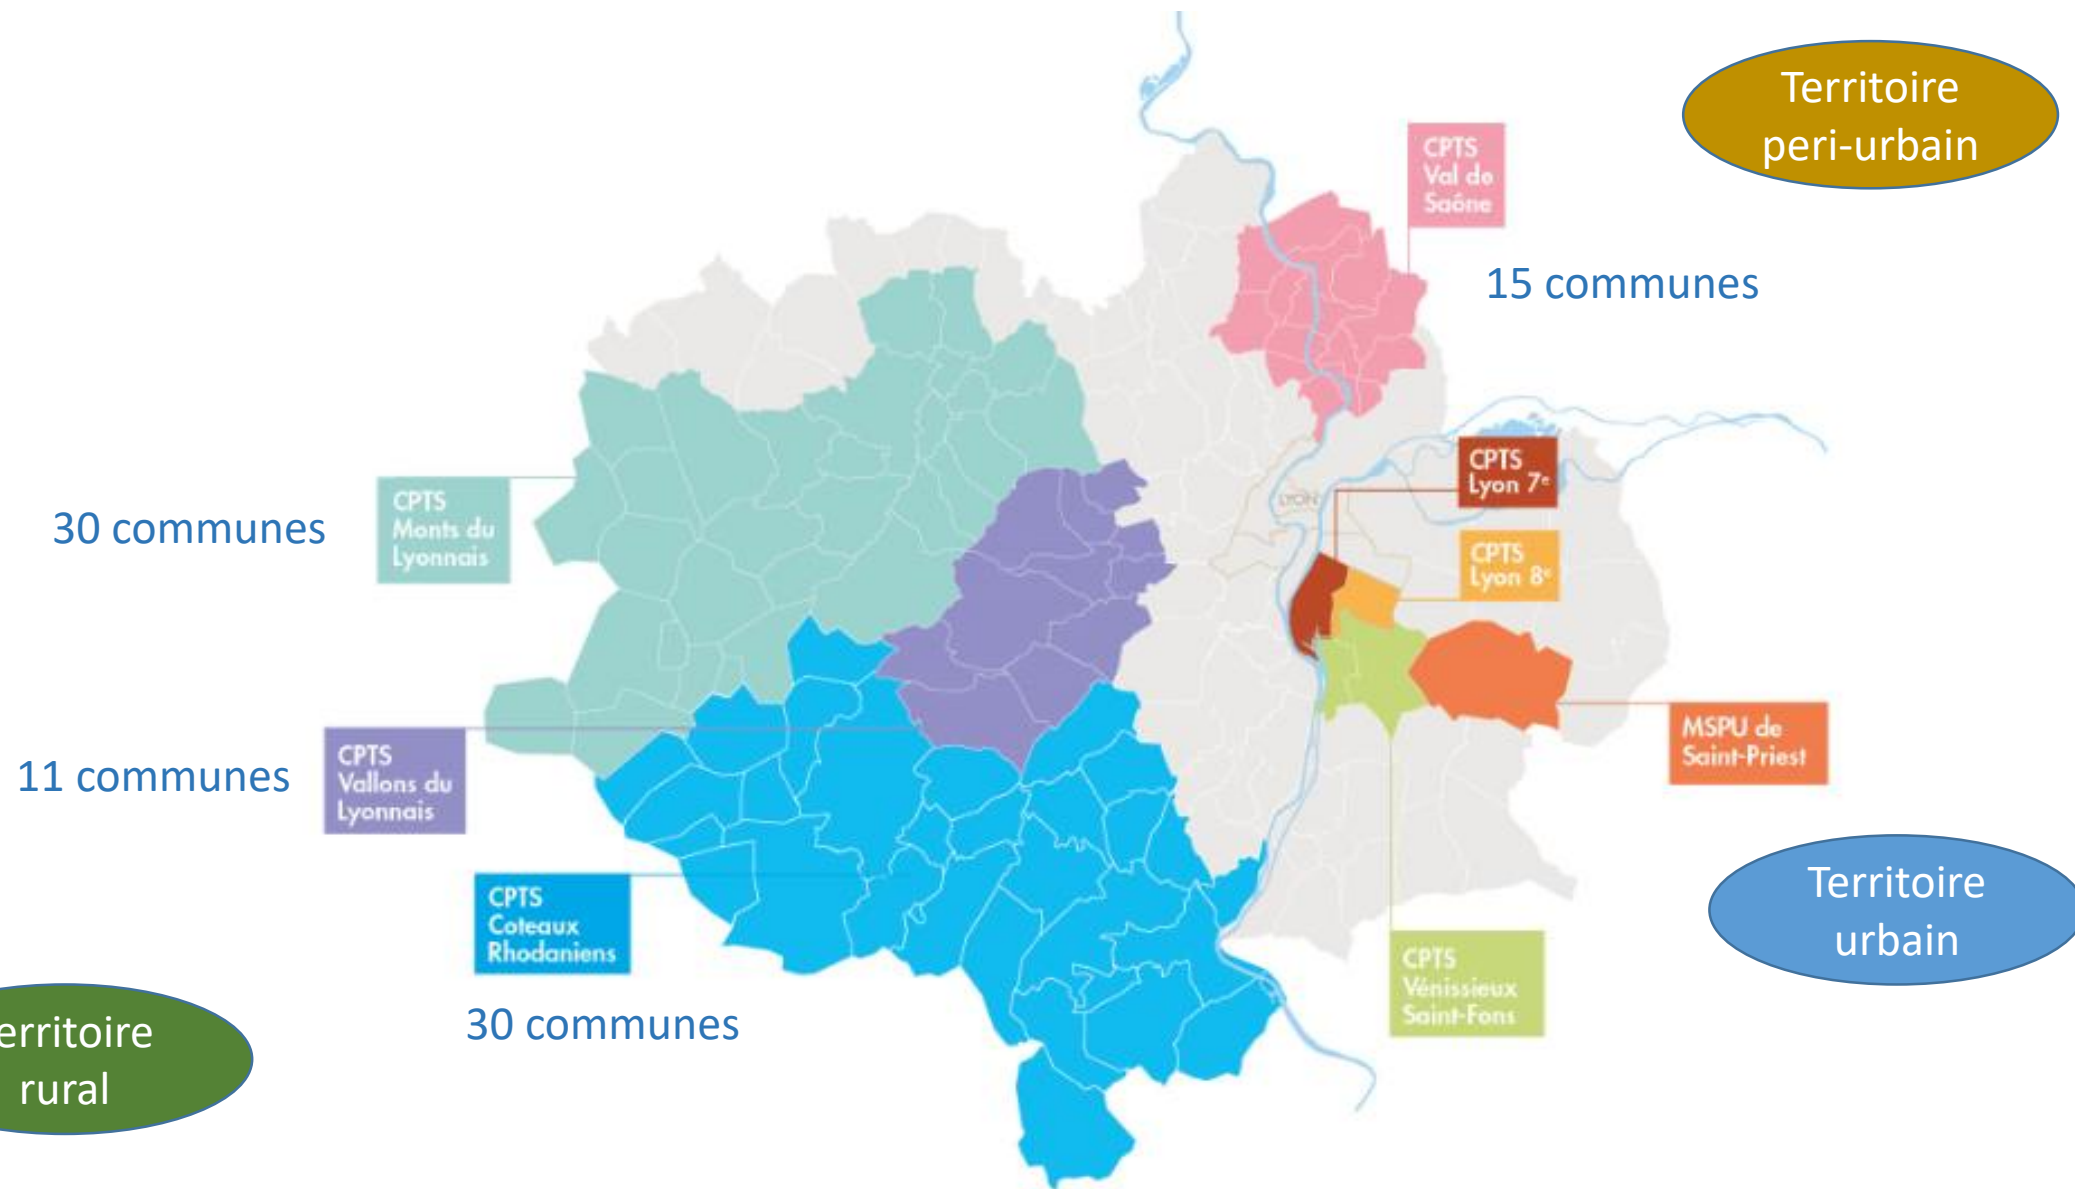 Territoire
peri-urbain
CPTS
Val de
Saône
15 communes
CPTS
Lyon 7e
LYON
30 communes
CPTS
Monts du
Lyonnais
CPTS
Lyon 8e
MSPU de
Saint-Priest
11 communes
CPTS
Vallons du
Lyonnais
Territoire
urbain
CPTS
Coteaux
Rhodaniens
CPTS
Vénissieux
Saint-Fons
30 communes
erritoire
rural